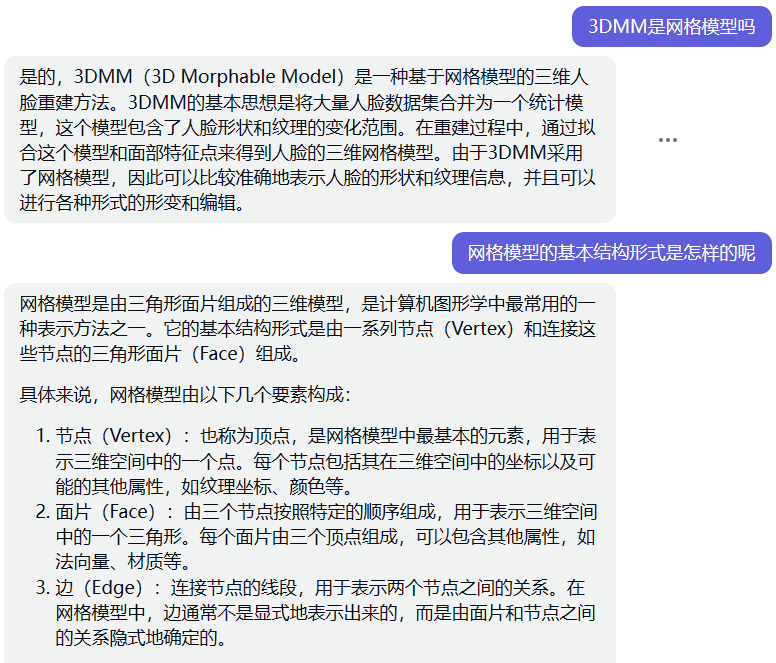 3DMM是网格模型吗
是的，3DMM（3D Morphable Model）是一种基于网格模型的三维人
脸重建方法。3DMM的基本思想是将大量人脸数据集合并为一个统计模
型，这个模型包含了人脸形状和纹理的变化范围。在重建过程中，通过拟
合这个模型和面部特征点来得到人脸的三维网格模型。由于3DMM采用
了网格模型，因此可以比较准确地表示人脸的形状和纹理信息，并且可以
进行各种形式的形变和编辑。
网格模型的基本结构形式是怎样的呢
网格模型是由三角形面片组成的三维模型，是计算机图形学中最常用的一
种表示方法之一。它的基本结构形式是由一系列节点（Vertex）和连接这
些节点的三角形面片（Face）组成。
具体来说，网格模型由以下几个要素构成：
1. 节点（Vertex）：也称为顶点，是网格模型中最基本的元素，用于表
示三维空间中的一个点。每个节点包括其在三维空间中的坐标以及可
能的其他属性，如纹理坐标、颜色等。
2. 面片（Face）：由三个节点按照特定的顺序组成，用于表示三维空间
中的一个三角形。每个面片由三个顶点组成，可以包含其他属性，如
法向量、材质等。
3. 边（Edge）：连接节点的线段，用于表示两个节点之间的关系。在
网格模型中，边通常不是显式地表示出来的，而是由面片和节点之间
的关系隐式地确定的。